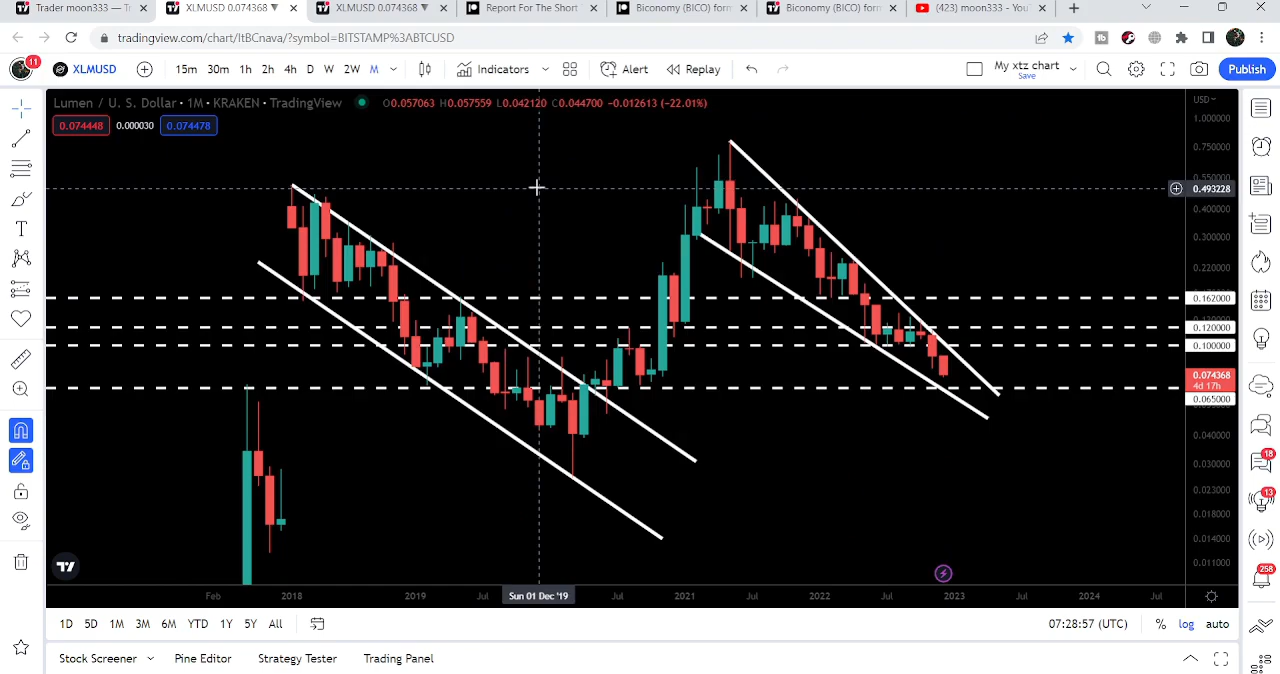 Trader moon333 — Tr
XLMUSD 0.074368 ▼
XLMUSD 0.074368 ▼
Report For The Short
Biconomy (BICO) form
Biconomy (BICO) form
(423) moon333 - You
tradingview.com/chart/ItBCnava/?symbol=BITSTAMP%3ABTCUSD
11
XLMUSD
15m 30m 1h 2h 4h D W 2W M
Indicators
Alert
Replay
My xtz chart
Save
Publish
Lumen / U. S. Dollar • 1M • KRAKEN • TradingView
O0.057063 H0.057559 L0.042120 C0.044700 −0.012613 (−22.01%)
0.074448 0.000030 0.074478
USD
1.000000
0.750000
0.493228
0.400000
0.300000
0.220000
0.162000
0.120000
0.100000
0.074368
4d 17h
0.065000
0.040000
0.030000
0.023000
0.018000
0.014000
0.011000
18
13
258
Feb 2018 2019 Jul Sun 01 Dec '19 Jul 2021 Jul 2022 Jul 2023 Jul 2024 Jul
1D 5D 1M 3M 6M YTD 1Y 5Y All
07:28:57 (UTC) % log auto
Stock Screener Pine Editor Strategy Tester Trading Panel